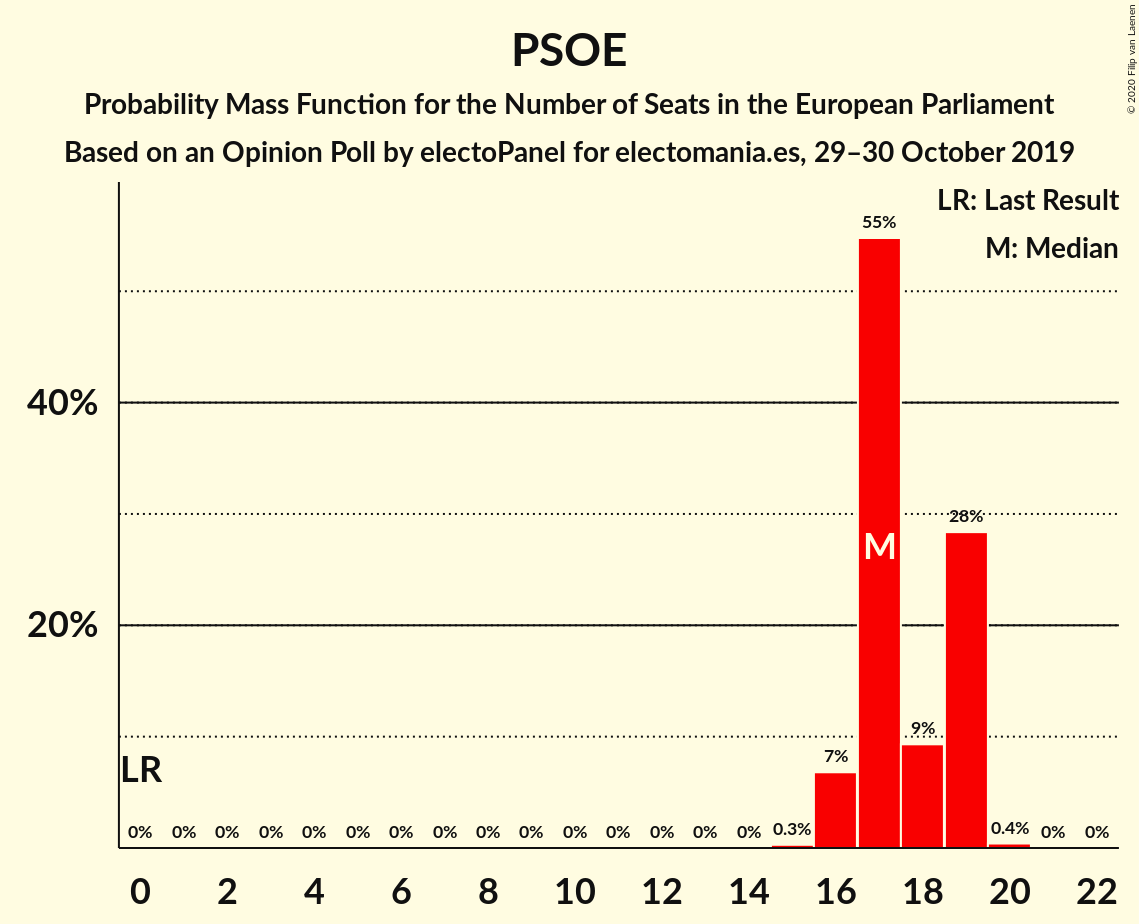 PSOE
Probability Mass Function for the Number of Seats in the European Parliament
Based on an Opinion Poll by electoPanel for electomania.es, 29–30 October 2019
© 2020 Filip van Laenen
LR: Last Result
M: Median
55%
40%
28%
M
20%
9%
7%
LR
0% 0% 0% 0% 0% 0% 0% 0% 0% 0% 0% 0% 0% 0% 0% 0.3% 0.4% 0% 0%
0 2 4 6 8 10 12 14 16 18 20 22